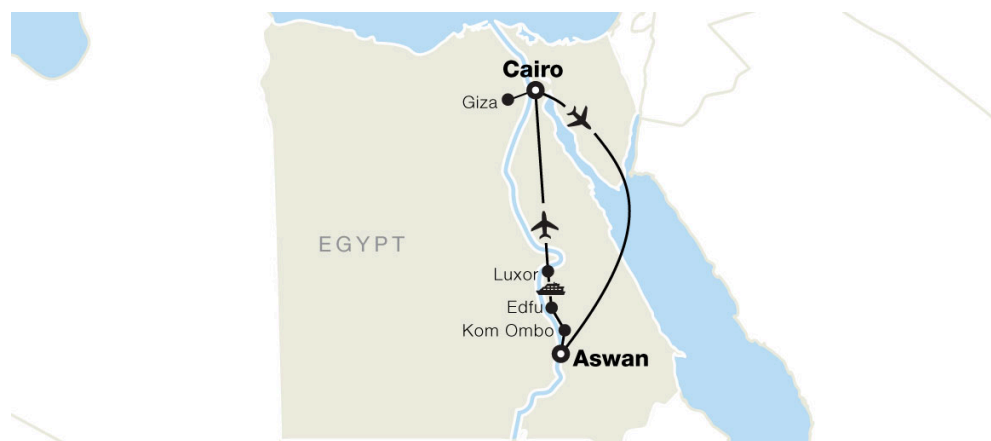 Cairo
Giza
EGYPT
Luxor
Edfu
Kom Ombo
Aswan